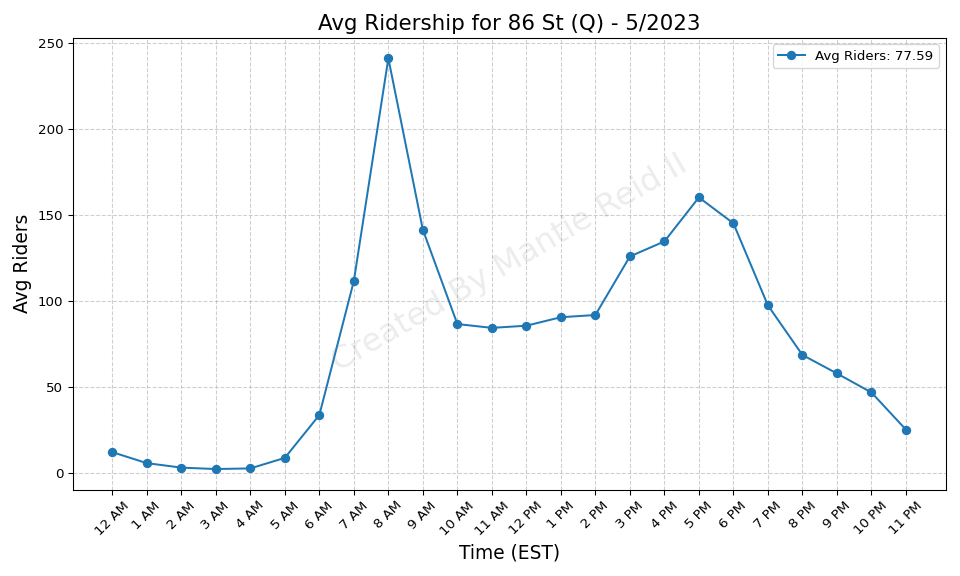 Avg Ridership for 86 St (Q) - 5/2023
Avg Riders: 77.59
250
200
150
100
50
0
Avg Riders
Created By Mantle Reid II
12 AM
1 AM
2 AM
3 AM
4 AM
5 AM
6 AM
7 AM
8 AM
9 AM
10 AM
11 AM
12 PM
1 PM
2 PM
3 PM
4 PM
5 PM
6 PM
7 PM
8 PM
9 PM
10 PM
11 PM
Time (EST)